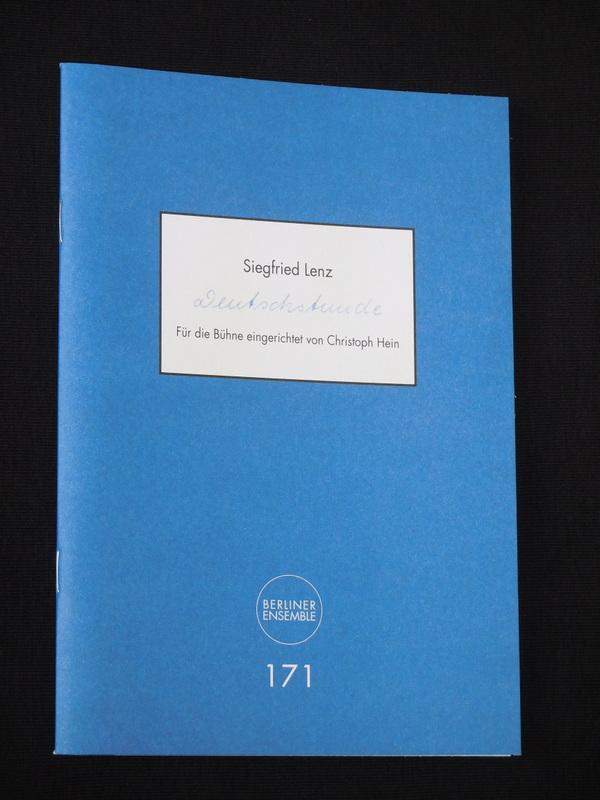 Siegfried Lenz
Deutschstunde
Für die Bühne eingerichtet von Christoph Hein
BERLINER
ENSEMBLE
171